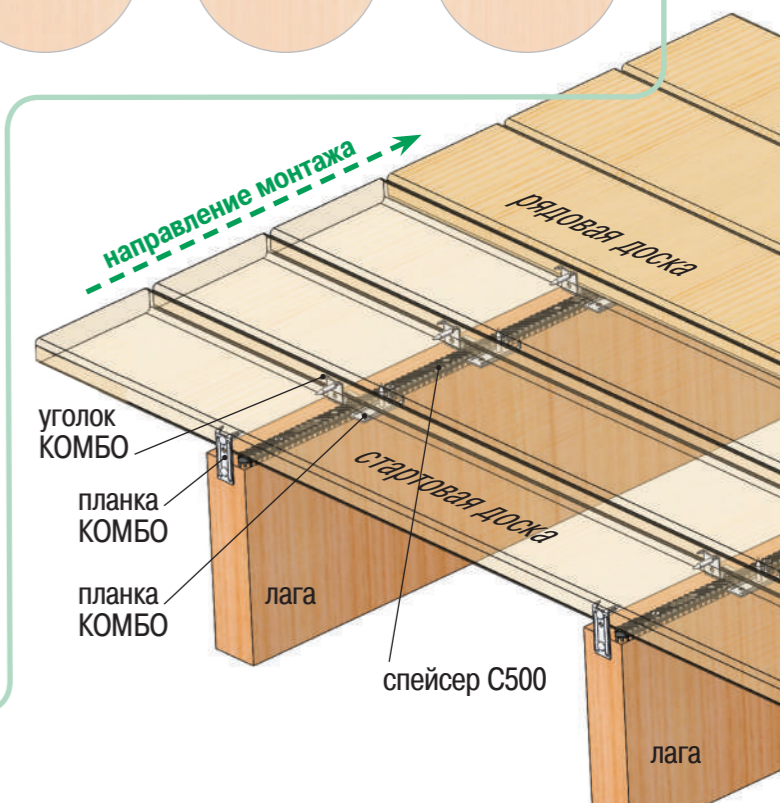 направление монтажа
рядовая доска
уголок
КОМБО
стартовая доска
планка
КОМБО
планка
КОМБО
лага
спейсер С500
лага